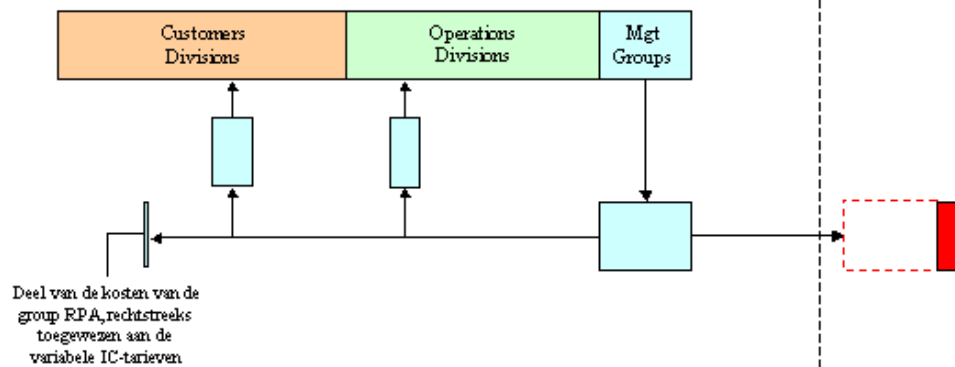 Customers
Divisions
Operations
Divisions
Mgt
Groups
Deel van de kosten van de
group RPA,rechtstreeks
toegewezen aan de
variabele IC-tarieven